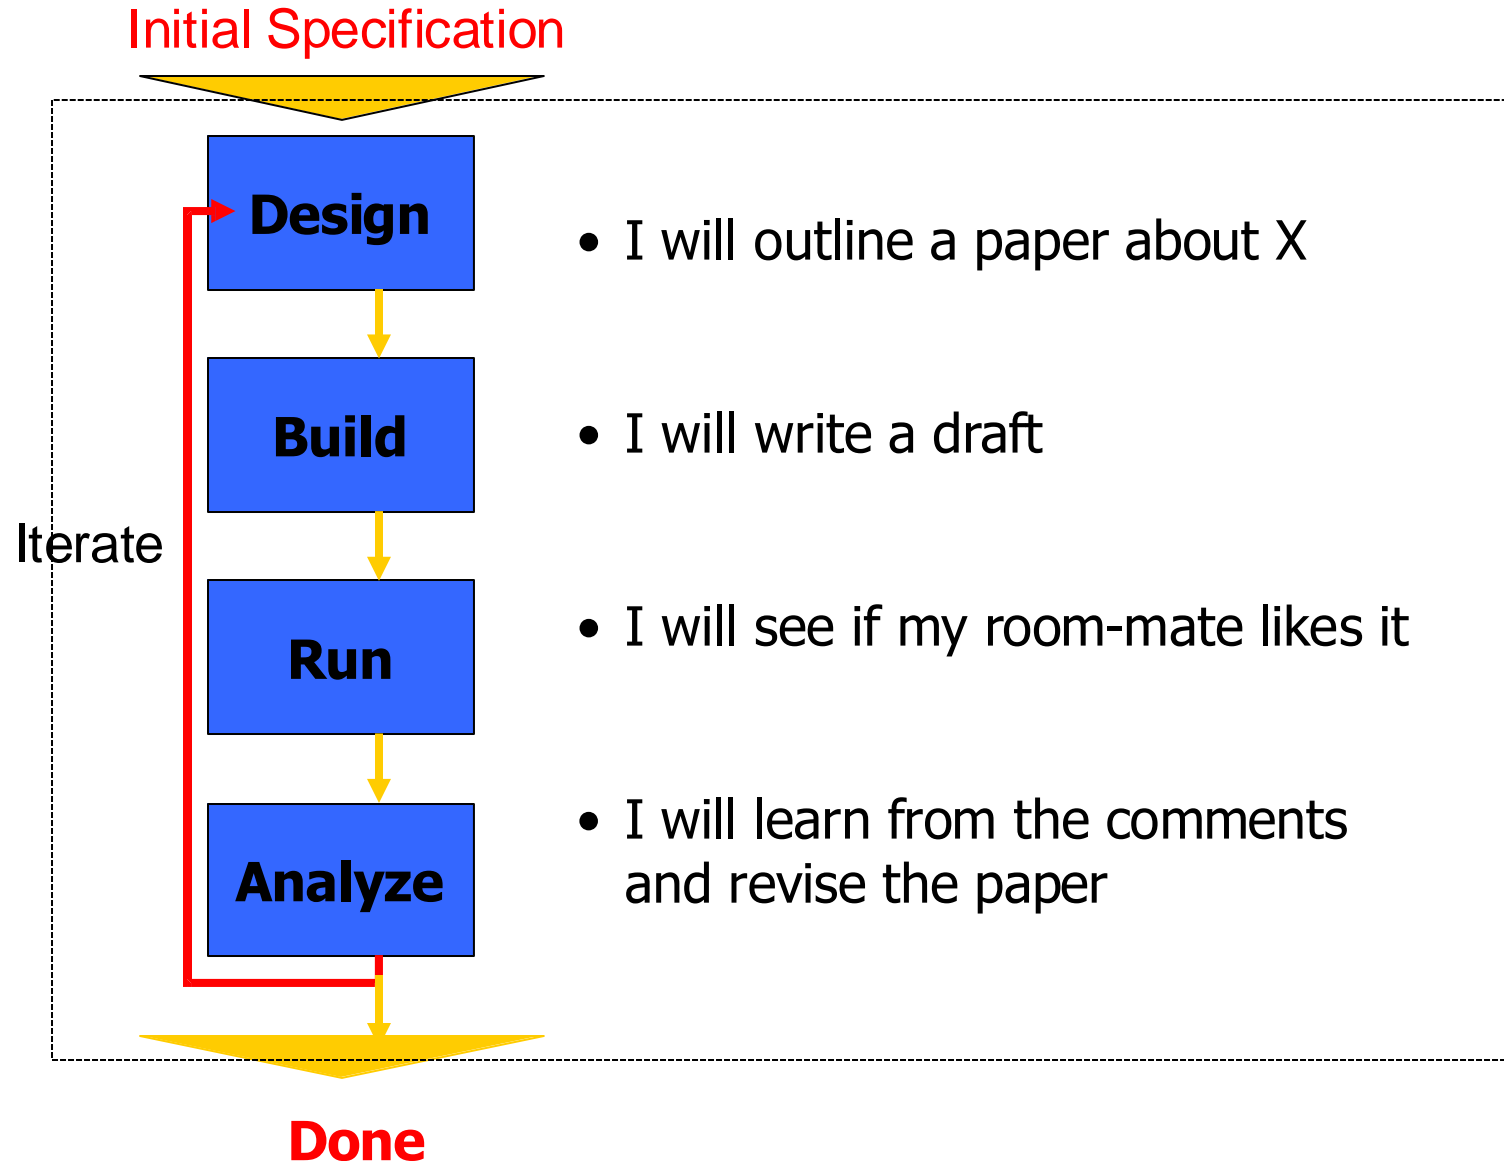 Initial Specification
Design
• I will outline a paper about X
Build
• I will write a draft
Iterate
Run
• I will see if my room-mate likes it
Analyze
• I will learn from the comments
and revise the paper
Done